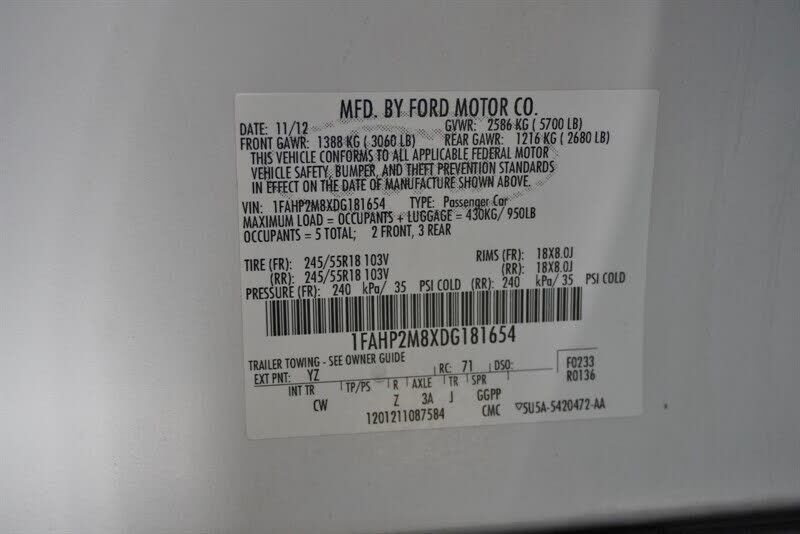 MFD. BY FORD MOTOR CO.
DATE: 11/12 GVWR: 2586 KG ( 5700 LB)
FRONT GAWR: 1388 KG ( 3060 LB) REAR GAWR: 1216 KG ( 2680 LB)
THIS VEHICLE CONFORMS TO ALL APPLICABLE FEDERAL MOTOR
VEHICLE SAFETY, BUMPER, AND THEFT PREVENTION STANDARDS
IN EFFECT ON THE DATE OF MANUFACTURE SHOWN ABOVE.
VIN: 1FAHP2M8XDG181654 TYPE: Passenger Car
MAXIMUM LOAD = OCCUPANTS + LUGGAGE = 430KG/ 950LB
OCCUPANTS = 5 TOTAL; 2 FRONT, 3 REAR
TIRE (FR): 245/55R18 103V RIMS (FR): 18X8.0J
(RR): 245/55R18 103V (RR): 18X8.0J
PRESSURE (FR): 240 kPa/ 35 PSI COLD (RR): 240 kPa/ 35 PSI COLD
1FAHP2M8XDG181654
TRAILER TOWING - SEE OWNER GUIDE
EXT PNT: YZ RC: 71 DSO: F0233
R0136
INT TR TP/PS R AXLE TR SPR
CW Z 3A J GGPP
1201211087584 CMC ▽5U5A-5420472-AA